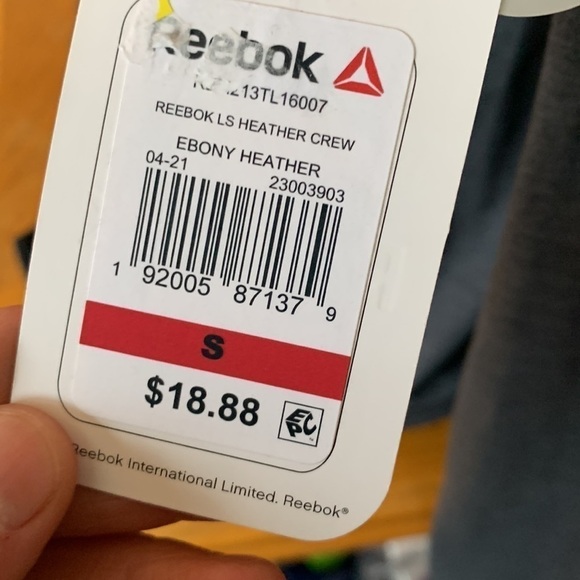 Reebok
REEBOK LS HEATHER CREW
EBONY HEATHER
04-21 23003903
1 92005 87137 9
S
$18.88 EPC
Reebok International Limited. Reebok®